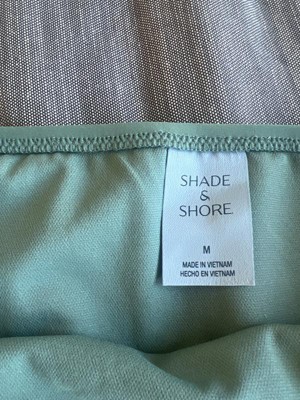 SHADE
&
SHORE
M
MADE IN VIETNAM
HECHO EN VIETNAM